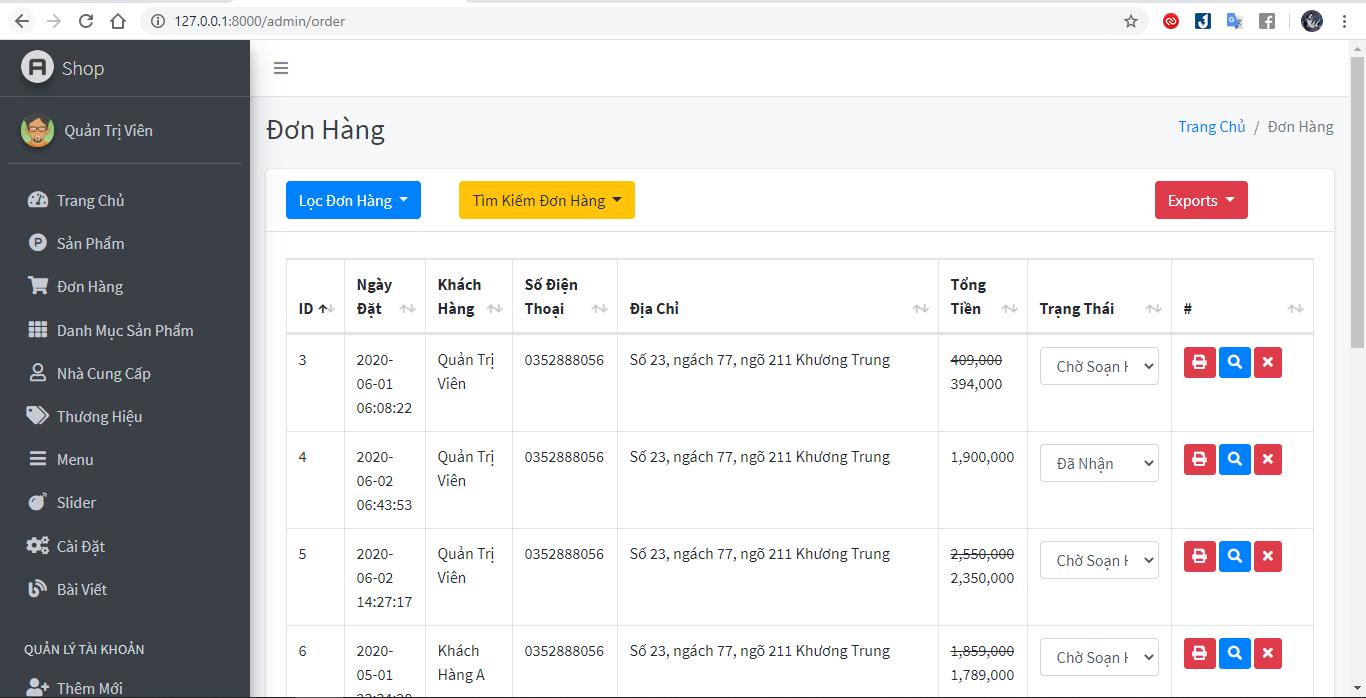 127.0.0.1:8000/admin/order
Shop
Quản Trị Viên
Trang Chủ
Sản Phẩm
Đơn Hàng
Danh Mục Sản Phẩm
Nhà Cung Cấp
Thương Hiệu
Menu
Slider
Cài Đặt
Bài Viết
QUẢN LÝ TÀI KHOẢN
Thêm Mới
Đơn Hàng
Trang Chủ / Đơn Hàng
Lọc Đơn Hàng Tìm Kiếm Đơn Hàng Exports
ID Ngày Đặt Khách Hàng Số Điện Thoại Địa Chỉ Tổng Tiền Trạng Thái #
3 2020-06-01 06:08:22 Quản Trị Viên 0352888056 Số 23, ngách 77, ngõ 211 Khương Trung 409,000 394,000 Chờ Soạn
4 2020-06-02 06:43:53 Quản Trị Viên 0352888056 Số 23, ngách 77, ngõ 211 Khương Trung 1,900,000 Đã Nhận
5 2020-06-02 14:27:17 Quản Trị Viên 0352888056 Số 23, ngách 77, ngõ 211 Khương Trung 2,550,000 2,350,000 Chờ Soạn
6 2020-05-01 Khách Hàng A 0352888056 Số 23, ngách 77, ngõ 211 Khương Trung 1,859,000 1,789,000 Chờ Soạn